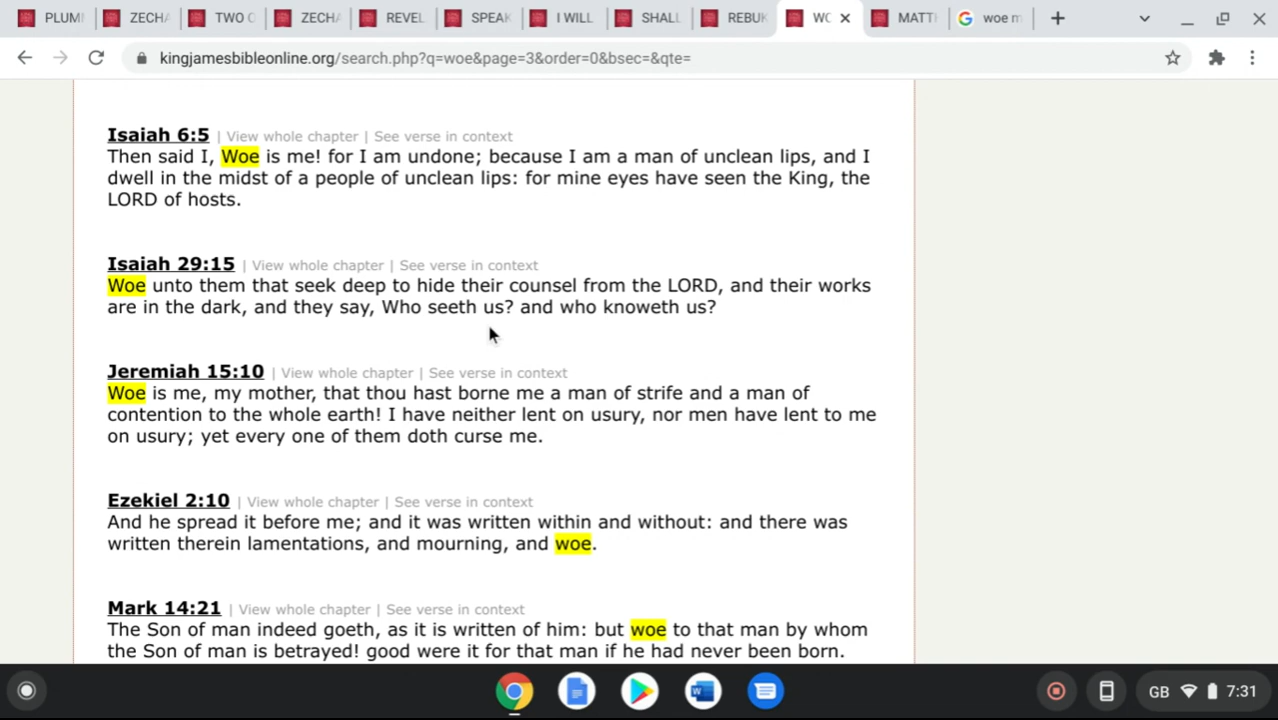 PLUM ZECHA TWO C ZECHA REVEL SPEAK I WILL SHALL REBUK WO MATT woe m
kingjamesbibleonline.org/search.php?q=woe&page=3&order=0&bsec=&qte=
Isaiah 6:5 | View whole chapter | See verse in context
Then said I, Woe is me! for I am undone; because I am a man of unclean lips, and I
dwell in the midst of a people of unclean lips: for mine eyes have seen the King, the
LORD of hosts.
Isaiah 29:15 | View whole chapter | See verse in context
Woe unto them that seek deep to hide their counsel from the LORD, and their works
are in the dark, and they say, Who seeth us? and who knoweth us?
Jeremiah 15:10 | View whole chapter | See verse in context
Woe is me, my mother, that thou hast borne me a man of strife and a man of
contention to the whole earth! I have neither lent on usury, nor men have lent to me
on usury; yet every one of them doth curse me.
Ezekiel 2:10 | View whole chapter | See verse in context
And he spread it before me; and it was written within and without: and there was
written therein lamentations, and mourning, and woe.
Mark 14:21 | View whole chapter | See verse in context
The Son of man indeed goeth, as it is written of him: but woe to that man by whom
the Son of man is betrayed! good were it for that man if he had never been born.
GB 7:31